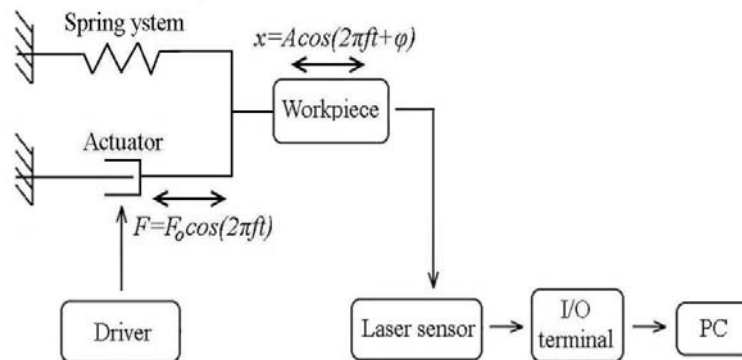 Spring ystem
x=Acos(2πft+φ)
Workpiece
Actuator
F=Focos(2πft)
Driver
Laser sensor
I/O
terminal
PC